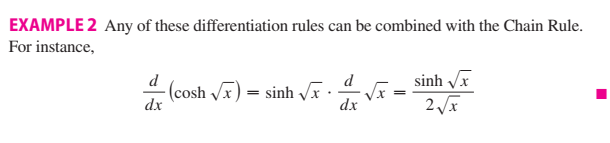 EXAMPLE 2 Any of these differentiation rules can be combined with the Chain Rule.
For instance,
d/dx (cosh √x) = sinh √x · d/dx √x = sinh √x / 2√x